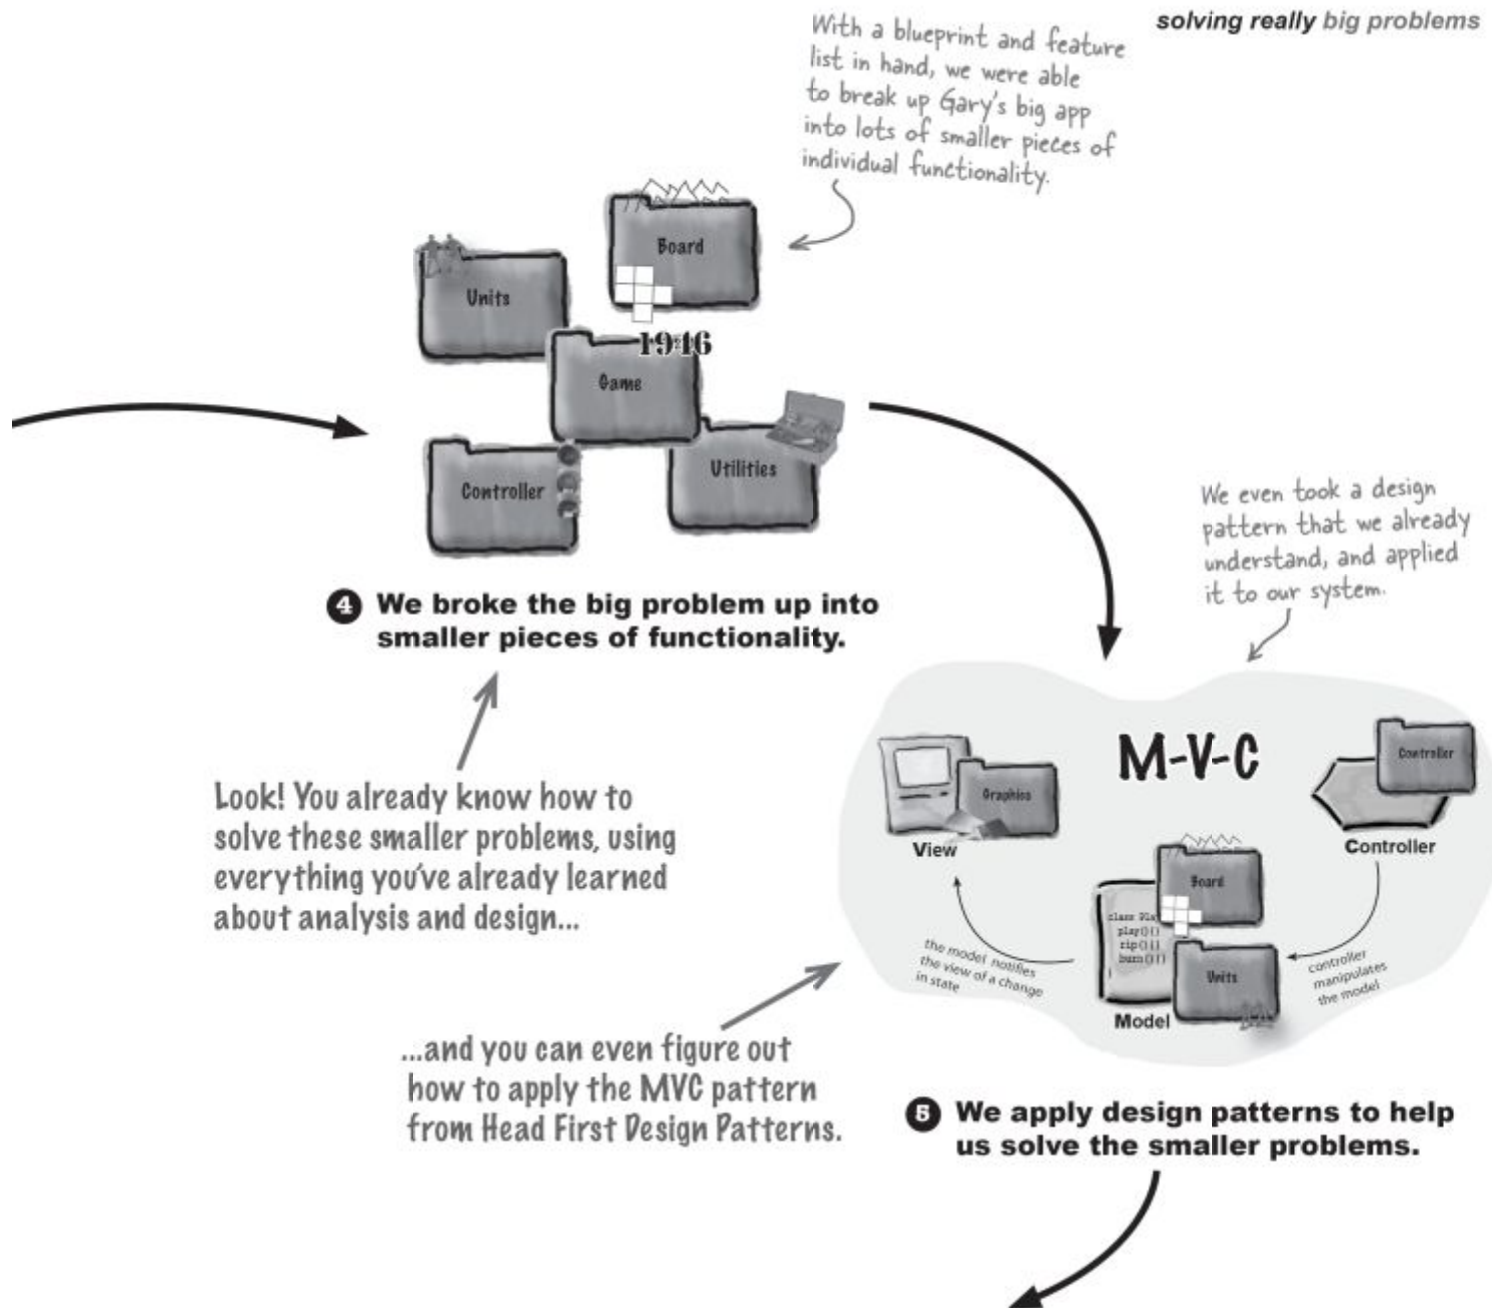 solving really big problems
With a blueprint and feature
list in hand, we were able
to break up Gary's big app
into lots of smaller pieces of
individual functionality.
Board
Units
1946
Game
Utilities
Controller
We even took a design
pattern that we already
understand, and applied
it to our system.
4 We broke the big problem up into
smaller pieces of functionality.
M-V-C
Controller
Graphics
View
Controller
Look! You already know how to
solve these smaller problems, using
everything you've already learned
about analysis and design...
Board
class Play
play(){}
rip(){}
burn(){}
}
Units
Model
the model notifies
the view of a change
in state
controller
manipulates
the model
...and you can even figure out
how to apply the MVC pattern
from Head First Design Patterns.
5 We apply design patterns to help
us solve the smaller problems.